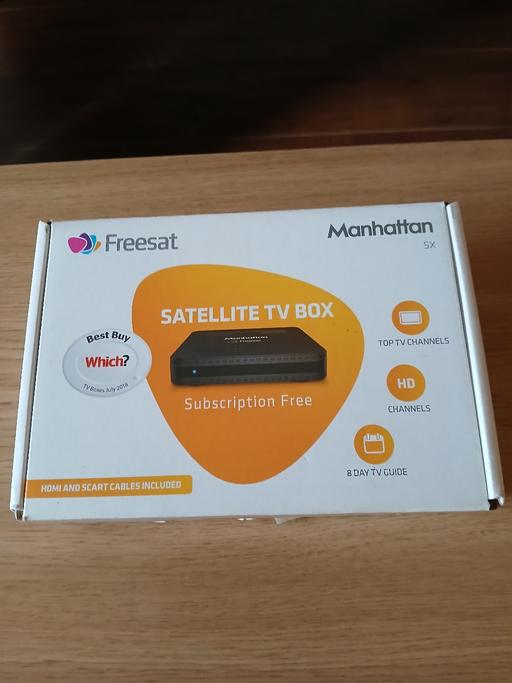 Freesat
Manhattan
SX
SATELLITE TV BOX
Manhattan
Subscription Free
Best Buy
Which?
TV Boxes July 2018
TOP TV CHANNELS
HD
CHANNELS
8 DAY TV GUIDE
HDMI AND SCART CABLES INCLUDED